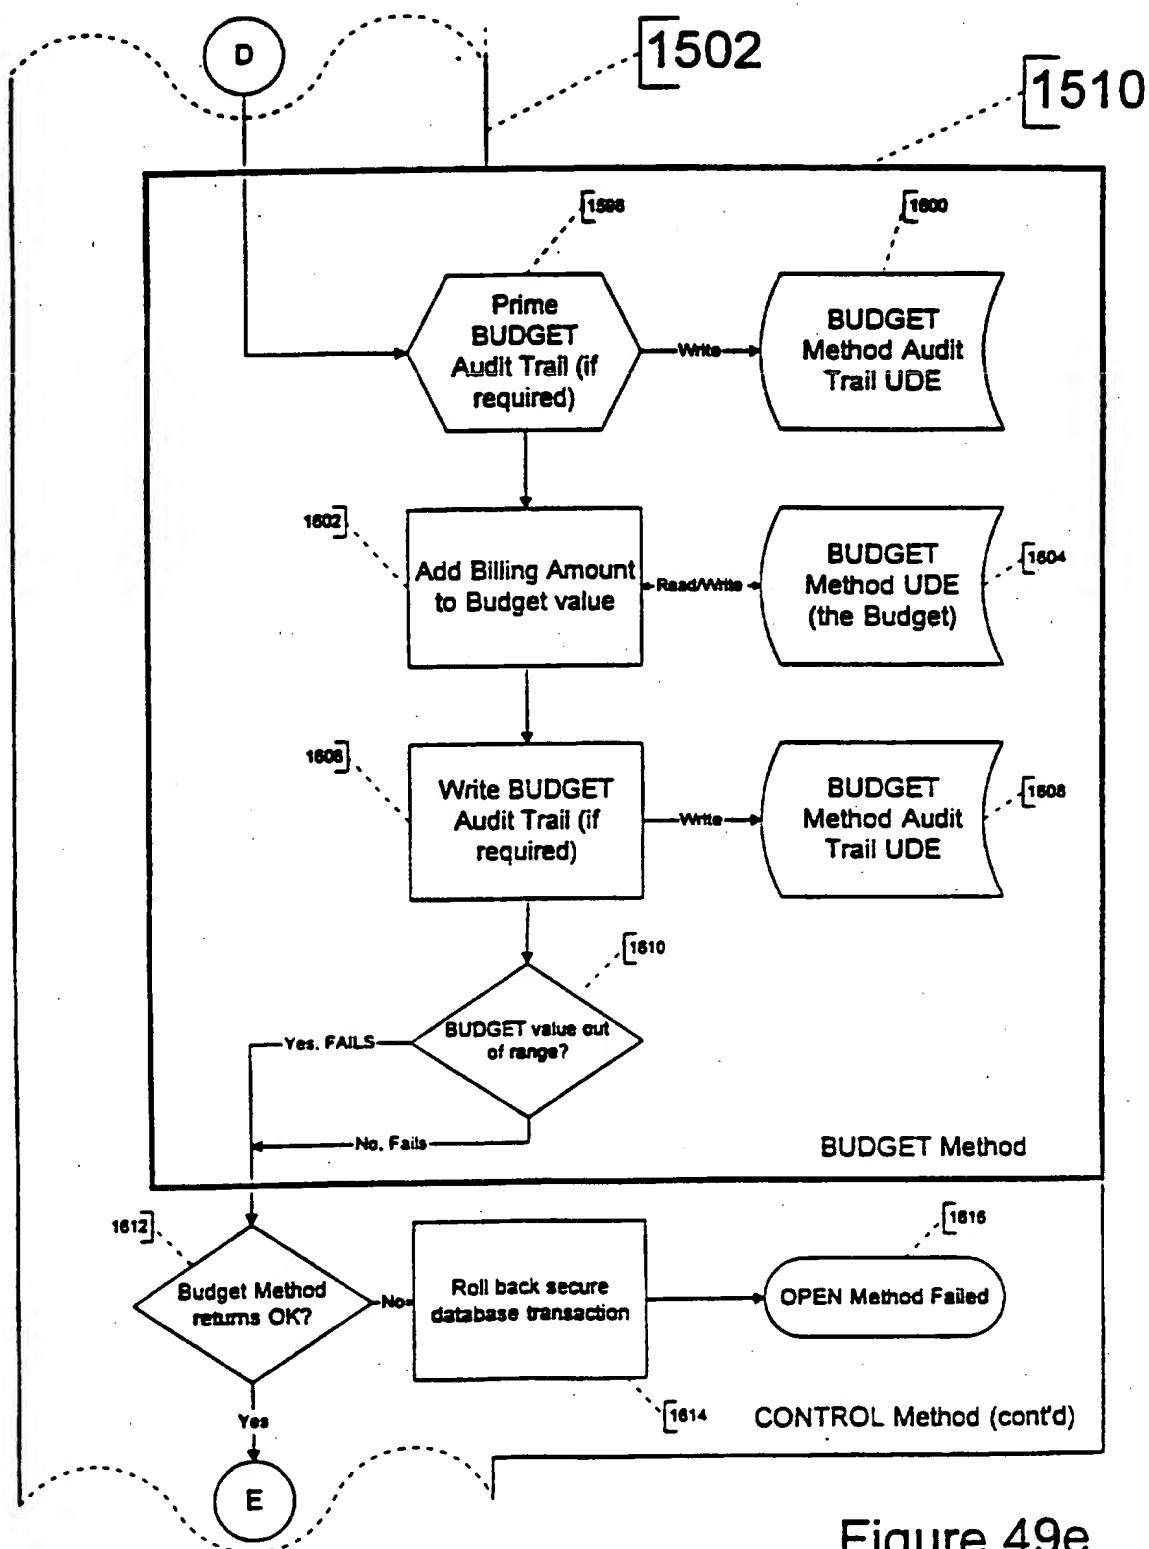 D
1502
1510
1598
1600
Prime
BUDGET
Audit Trail (if
required)
Write
BUDGET
Method Audit
Trail UDE
1602
Add Billing Amount
to Budget value
Read/Write
BUDGET
Method UDE
(the Budget)
1604
1606
Write BUDGET
Audit Trail (if
required)
Write
BUDGET
Method Audit
Trail UDE
1608
1610
BUDGET value out
of range?
Yes, FAILS
No, Fails
BUDGET Method
1612
Budget Method
returns OK?
No
Roll back secure
database transaction
1616
OPEN Method Failed
1614
Yes
CONTROL Method (cont'd)
E
Figure 49e